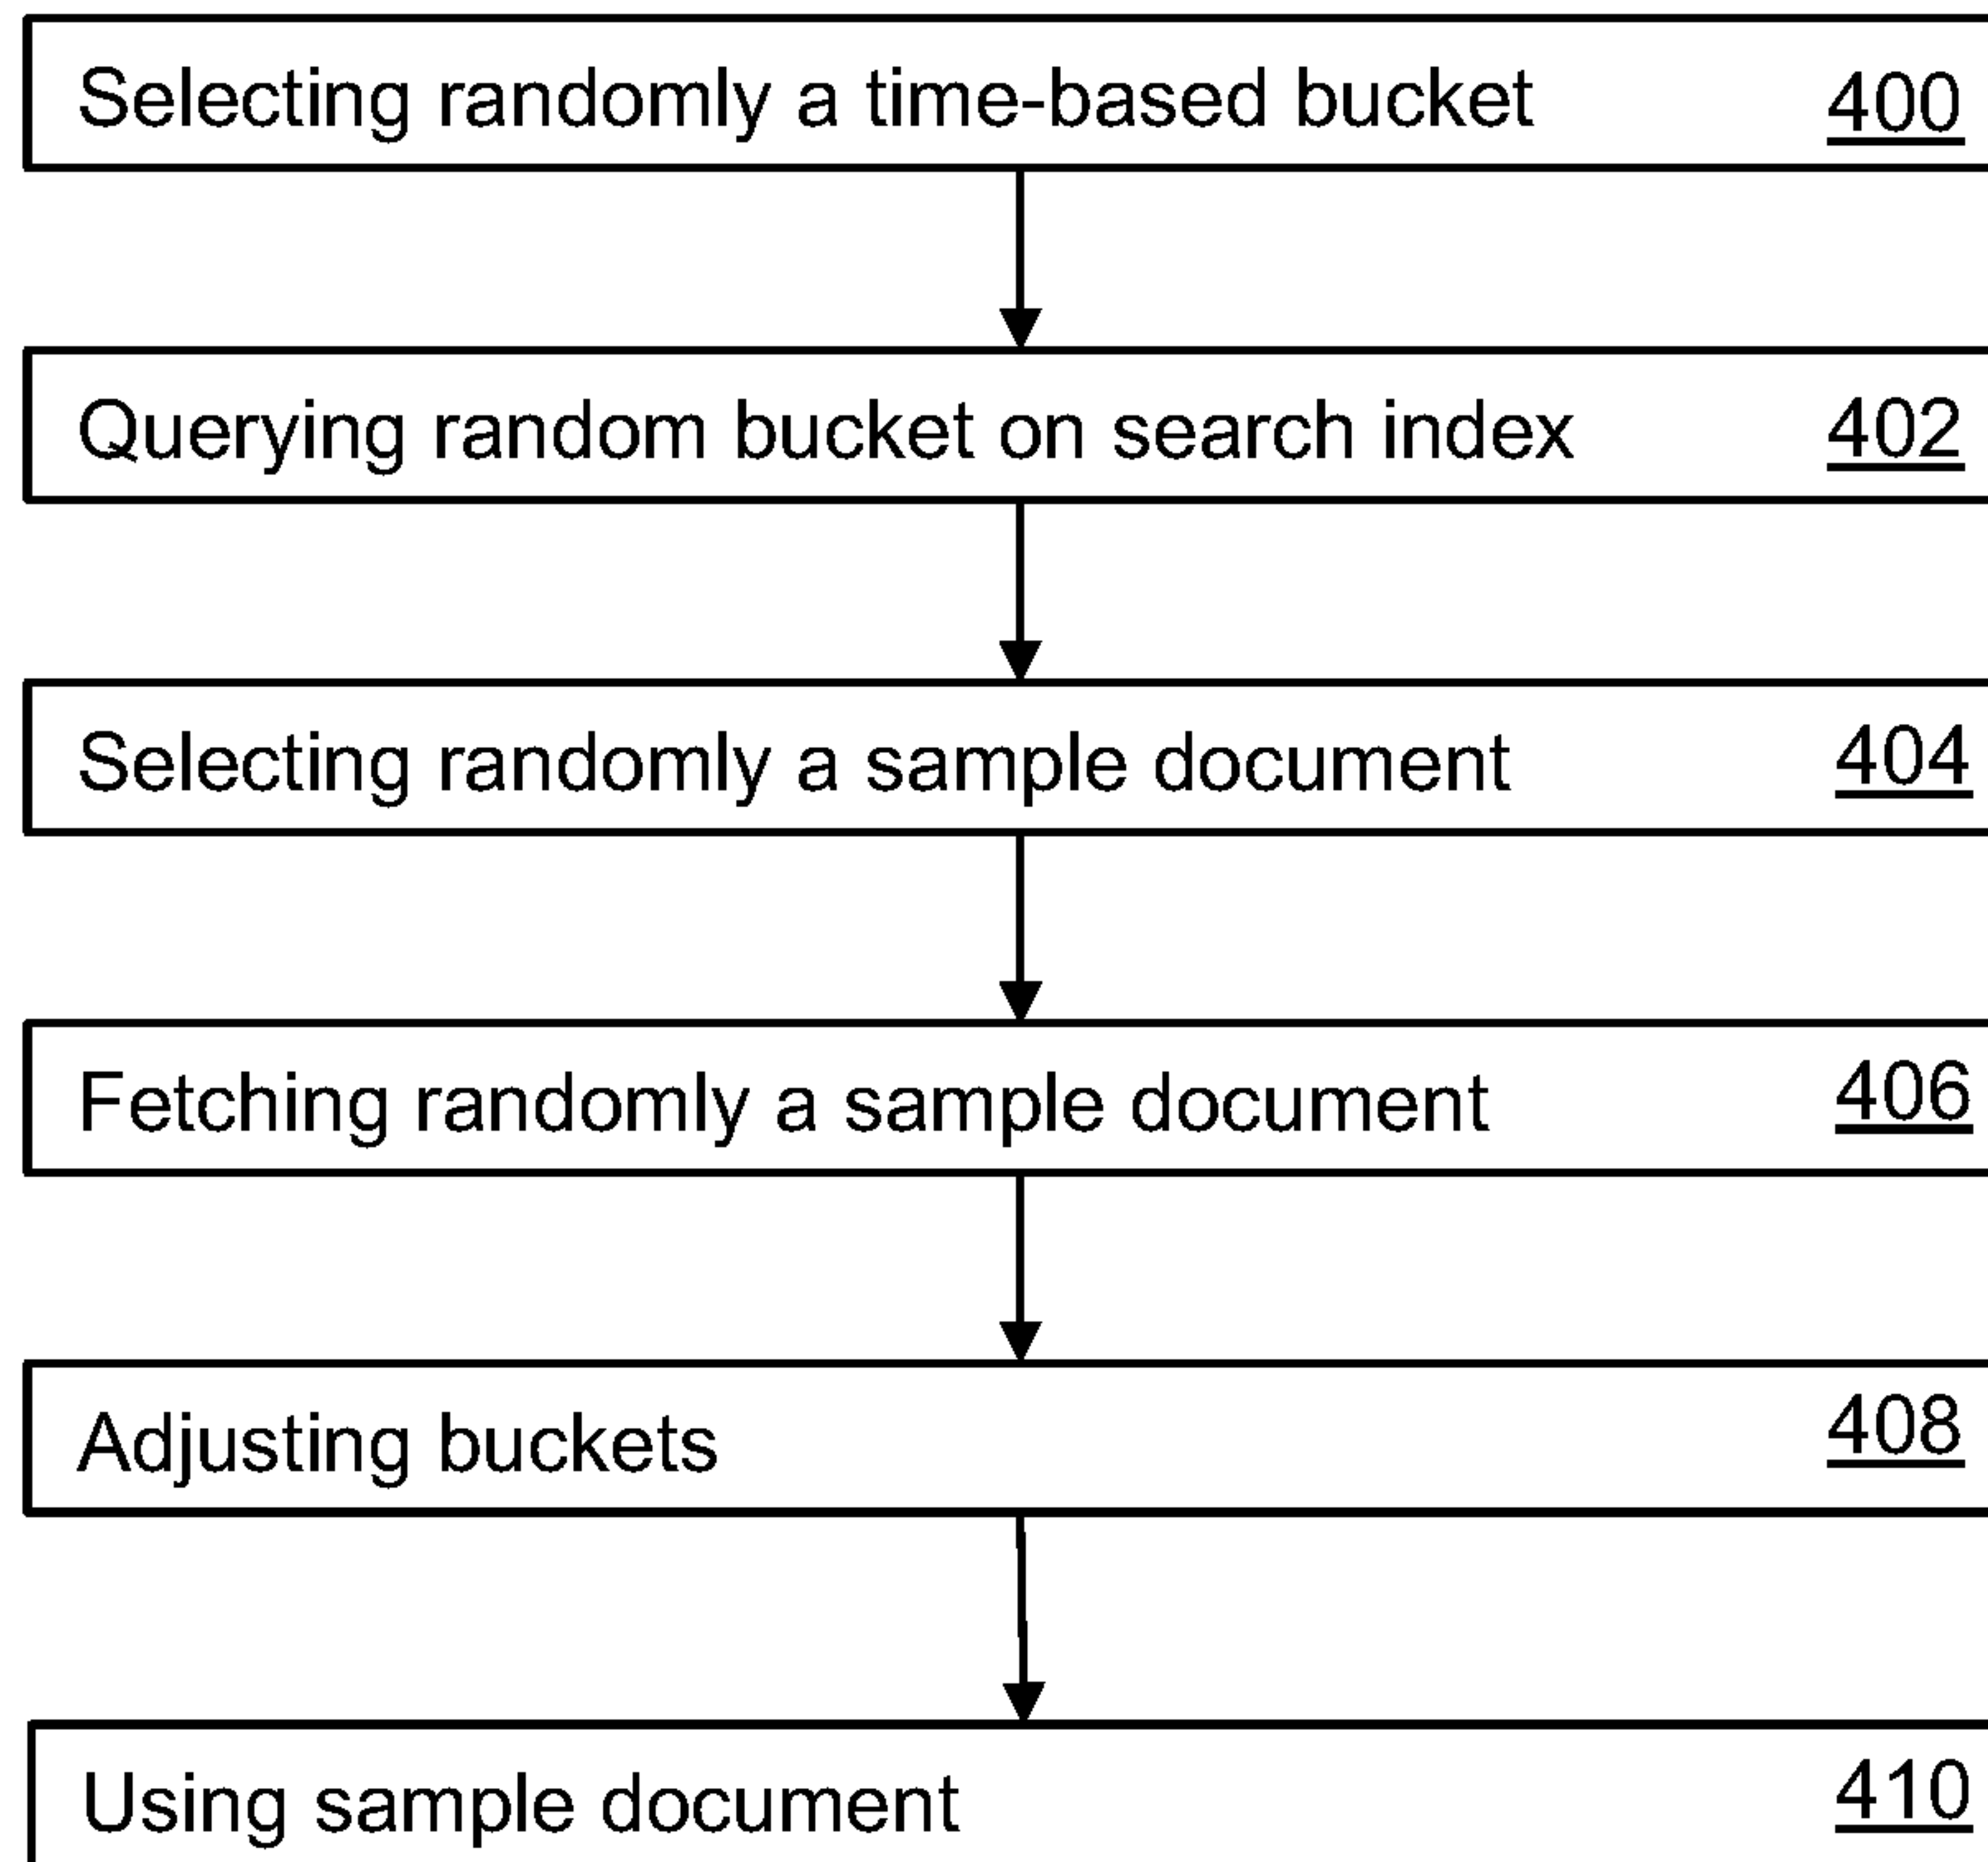 Selecting randomly a time-based bucket 400
Querying random bucket on search index 402
Selecting randomly a sample document 404
Fetching randomly a sample document 406
Adjusting buckets 408
Using sample document 410